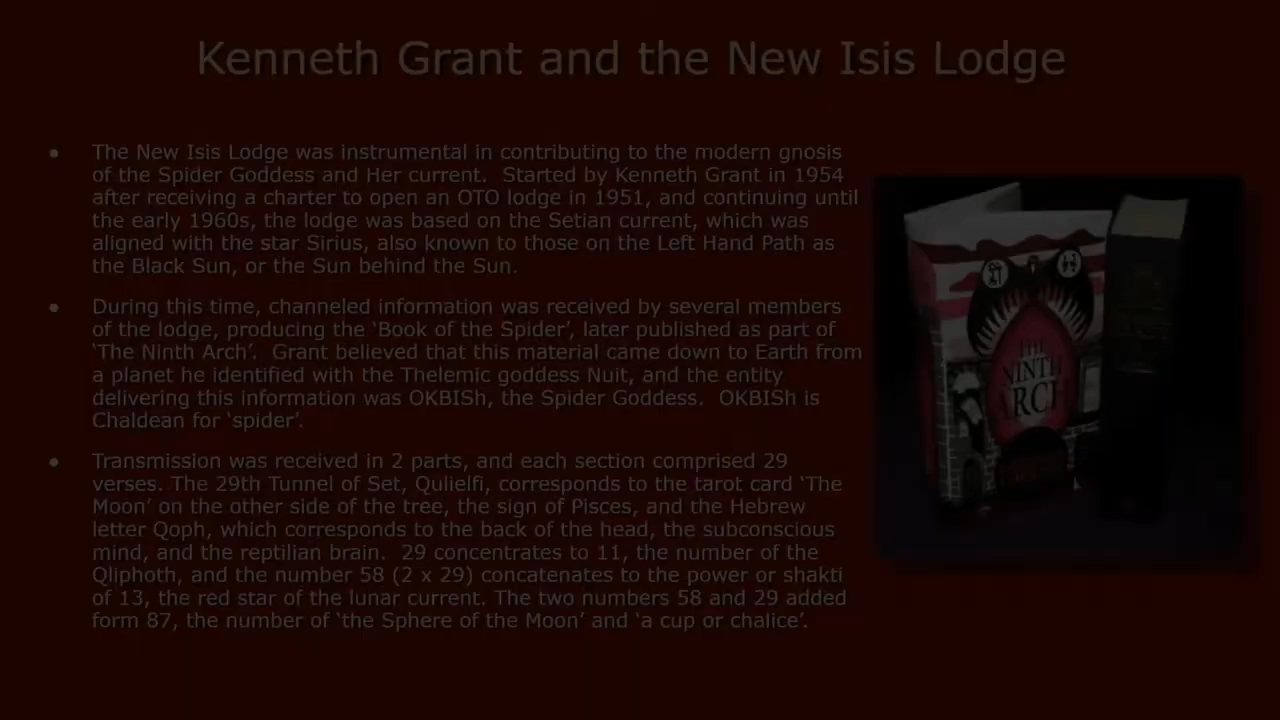 Kenneth Grant and the New Isis Lodge
• The New Isis Lodge was instrumental in contributing to the modern gnosis
of the Spider Goddess and Her current.  Started by Kenneth Grant in 1954
after receiving a charter to open an OTO lodge in 1951, and continuing until
the early 1960s, the lodge was based on the Setian current, which was
aligned with the star Sirius, also known to those on the Left Hand Path as
the Black Sun, or the Sun behind the Sun.
• During this time, channeled information was received by several members
of the lodge, producing the ‘Book of the Spider’, later published as part of
‘The Ninth Arch’.  Grant believed that this material came down to Earth from
a planet he identified with the Thelemic goddess Nuit, and the entity
delivering this information was OKBISh, the Spider Goddess.  OKBISh is
Chaldean for ‘spider’.
• Transmission was received in 2 parts, and each section comprised 29
verses. The 29th Tunnel of Set, Qulielfi, corresponds to the tarot card ‘The
Moon’ on the other side of the tree, the sign of Pisces, and the Hebrew
letter Qoph, which corresponds to the back of the head, the subconscious
mind, and the reptilian brain.  29 concentrates to 11, the number of the
Qliphoth, and the number 58 (2 x 29) concatenates to the power or shakti
of 13, the red star of the lunar current. The two numbers 58 and 29 added
form 87, the number of ‘the Sphere of the Moon’ and ‘a cup or chalice’.
THE
NINTH
ARCH